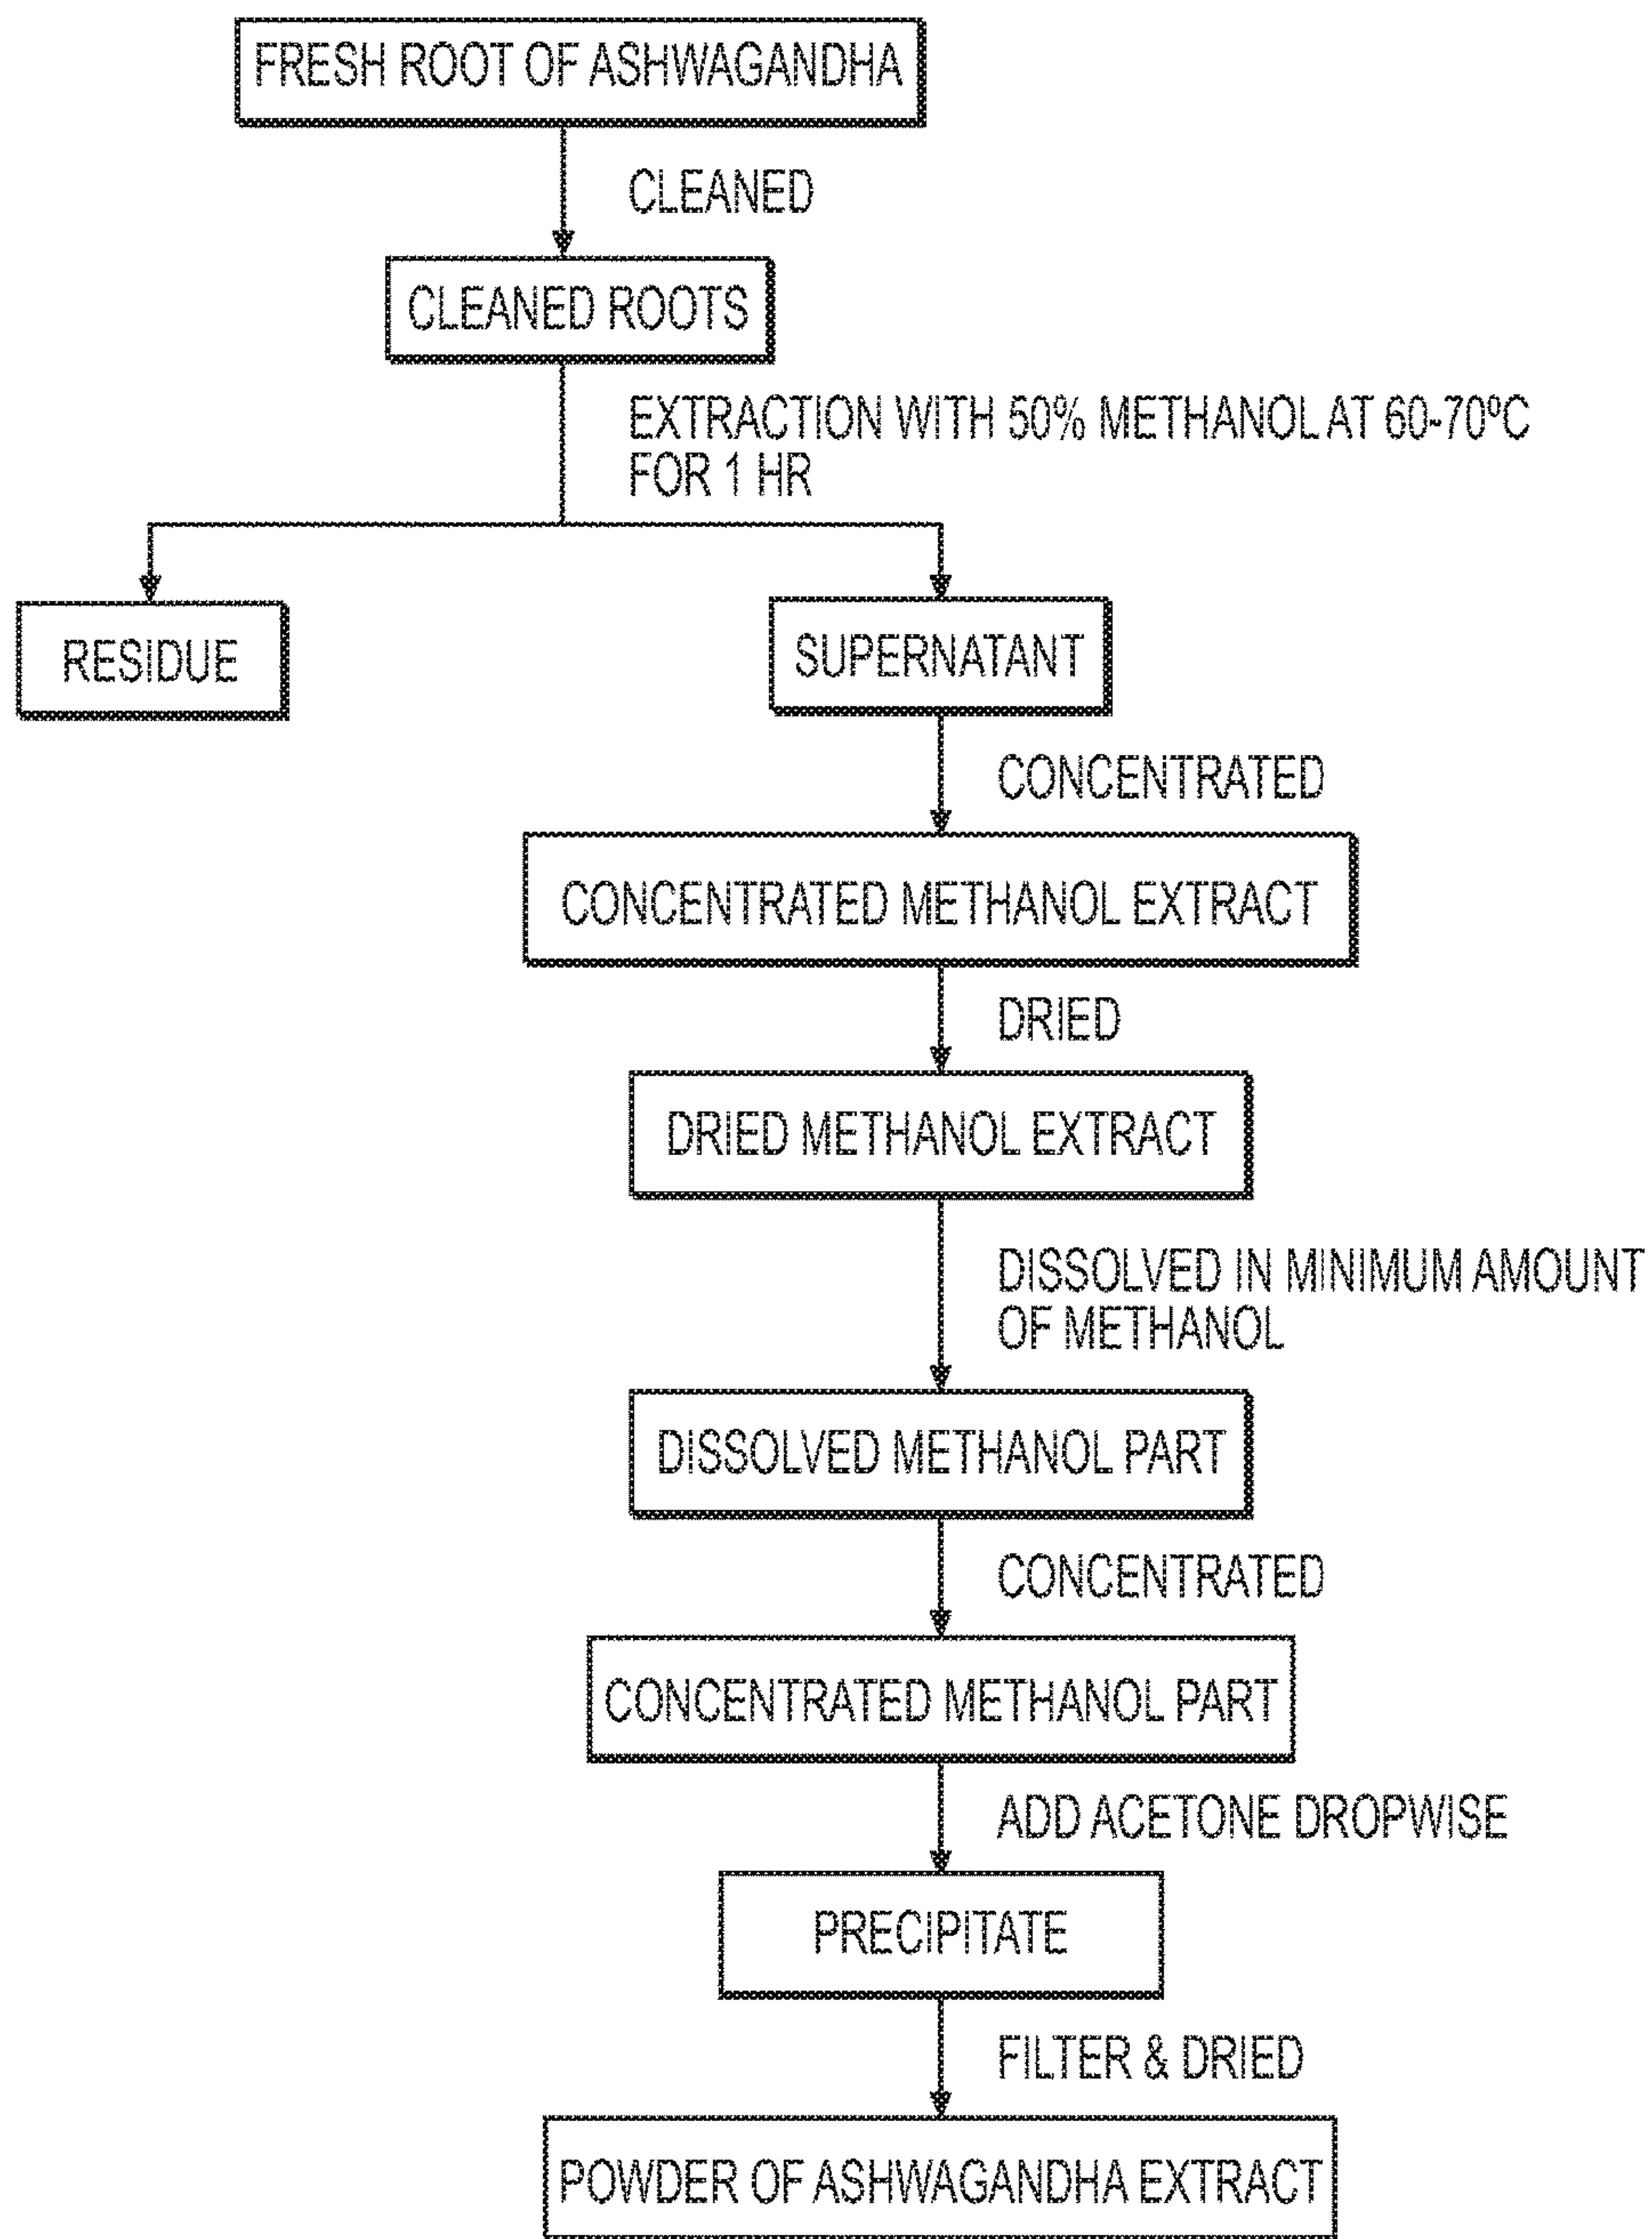 FRESH ROOT OF ASHWAGANDHA
CLEANED
CLEANED ROOTS
EXTRACTION WITH 50% METHANOL AT 60-70ºC
FOR 1 HR
RESIDUE
SUPERNATANT
CONCENTRATED
CONCENTRATED METHANOL EXTRACT
DRIED
DRIED METHANOL EXTRACT
DISSOLVED IN MINIMUM AMOUNT
OF METHANOL
DISSOLVED METHANOL PART
CONCENTRATED
CONCENTRATED METHANOL PART
ADD ACETONE DROPWISE
PRECIPITATE
FILTER & DRIED
POWDER OF ASHWAGANDHA EXTRACT